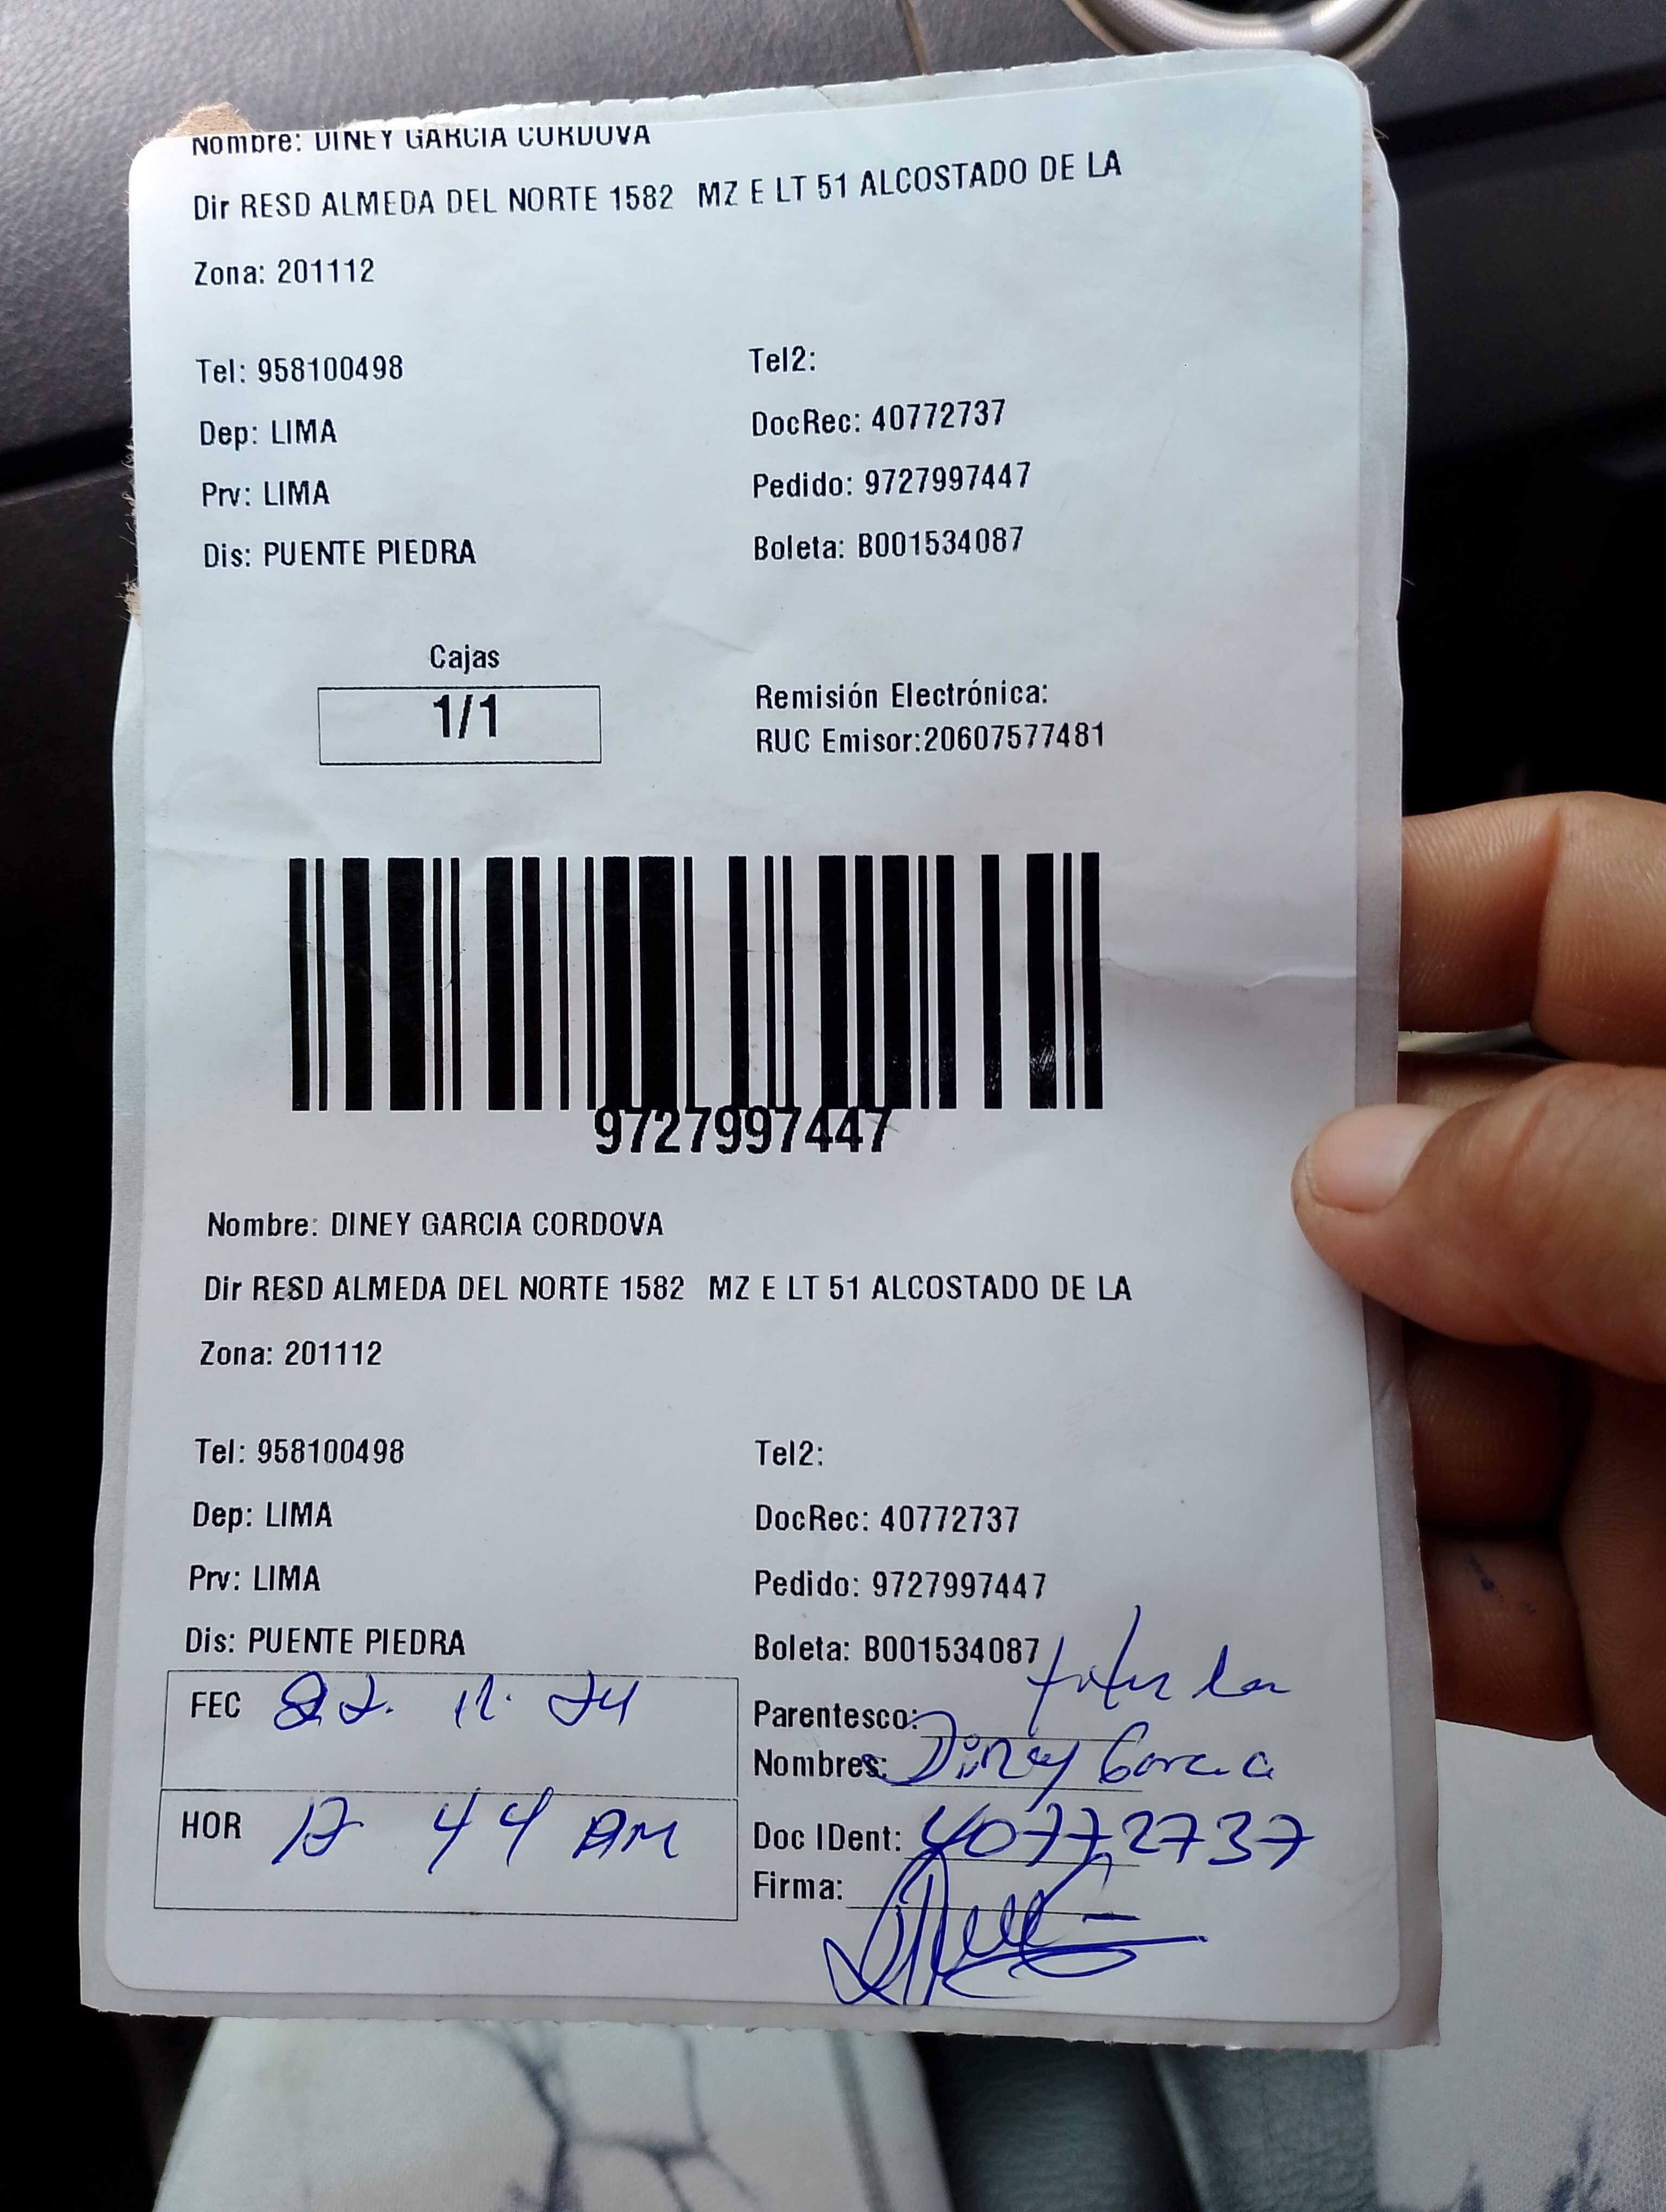 Nombre: DINEY GARCIA CORDOVA
Dir RESD ALMEDA DEL NORTE 1582 MZ E LT 51 ALCOSTADO DE LA
Zona: 201112
Tel: 958100498 Tel2:
Dep: LIMA DocRec: 40772737
Prv: LIMA Pedido: 9727997447
Dis: PUENTE PIEDRA Boleta: B001534087
Cajas
1/1
Remisión Electrónica:
RUC Emisor:20607577481
9727997447
Nombre: DINEY GARCIA CORDOVA
Dir RESD ALMEDA DEL NORTE 1582 MZ E LT 51 ALCOSTADO DE LA
Zona: 201112
Tel: 958100498 Tel2:
Dep: LIMA DocRec: 40772737
Prv: LIMA Pedido: 9727997447
Dis: PUENTE PIEDRA Boleta: B001534087
FEC
HOR 12 44 AM
Parentesco:
Nombres: Diney Garcia
Doc IDent: 40772737
Firma: